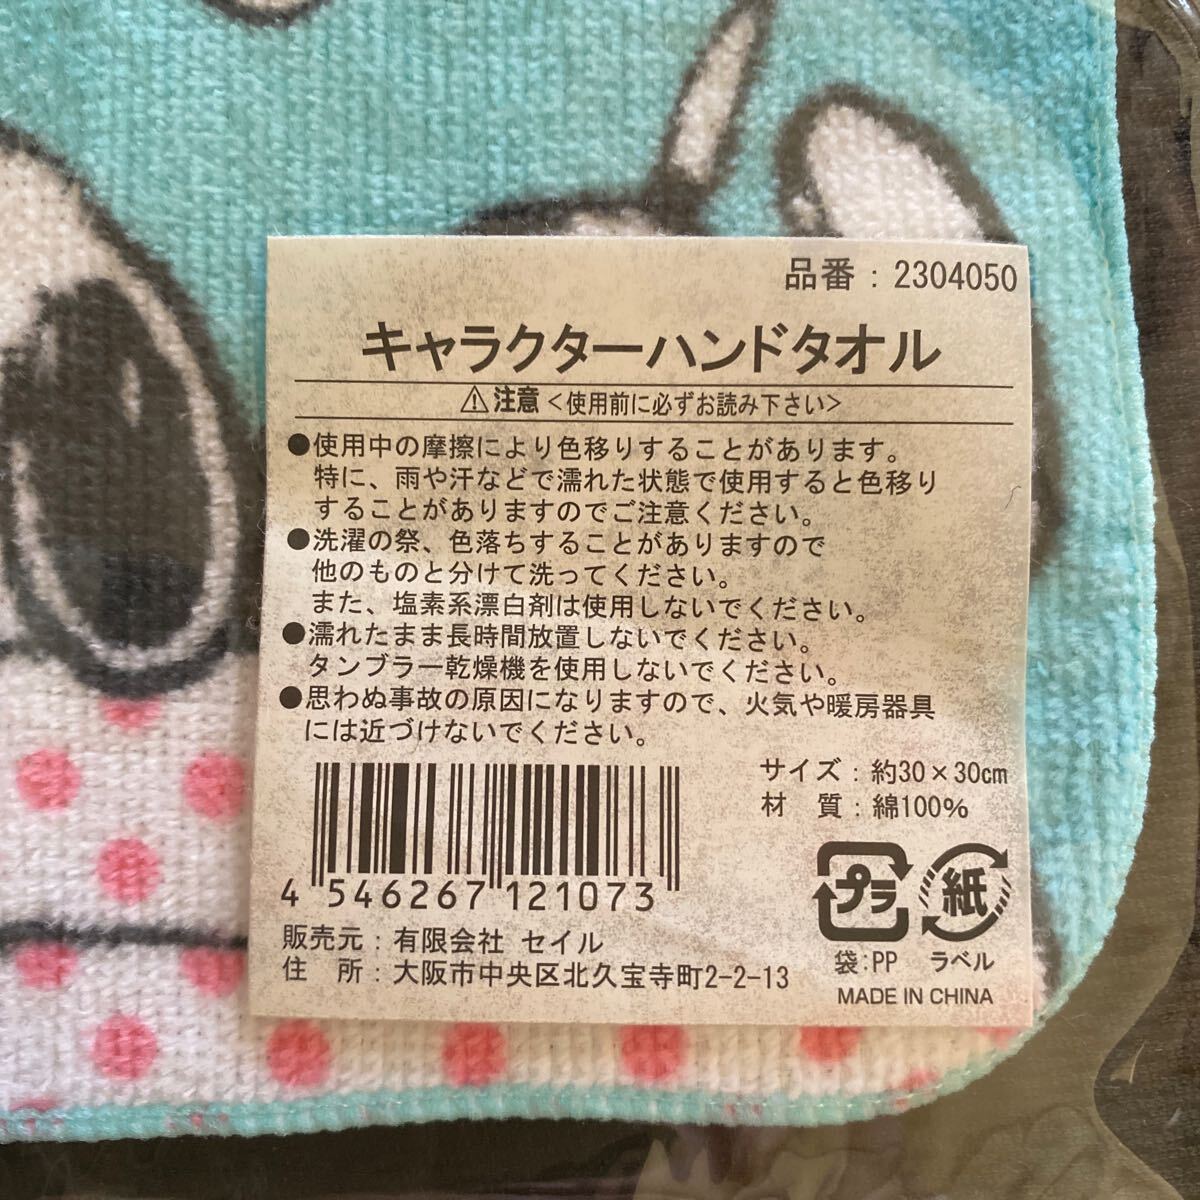 品番：2304050
キャラクターハンドタオル
⚠注意<使用前に必ずお読み下さい>
●使用中の摩擦により色移りすることがあります。
特に、雨や汗などで濡れた状態で使用すると色移り
することがありますのでご注意ください。
●洗濯の祭、色落ちすることがありますので
他のものと分けて洗ってください。
また、塩素系漂白剤は使用しないでください。
●濡れたまま長時間放置しないでください。
タンブラー乾燥機を使用しないでください。
●思わぬ事故の原因になりますので、火気や暖房器具
には近づけないでください。
サイズ：約30×30cm
材 質：綿100%
4 546267 121073
プラ
紙
袋:PP ラベル
販売元：有限会社 セイル
住 所：大阪市中央区北久宝寺町2-2-13
MADE IN CHINA